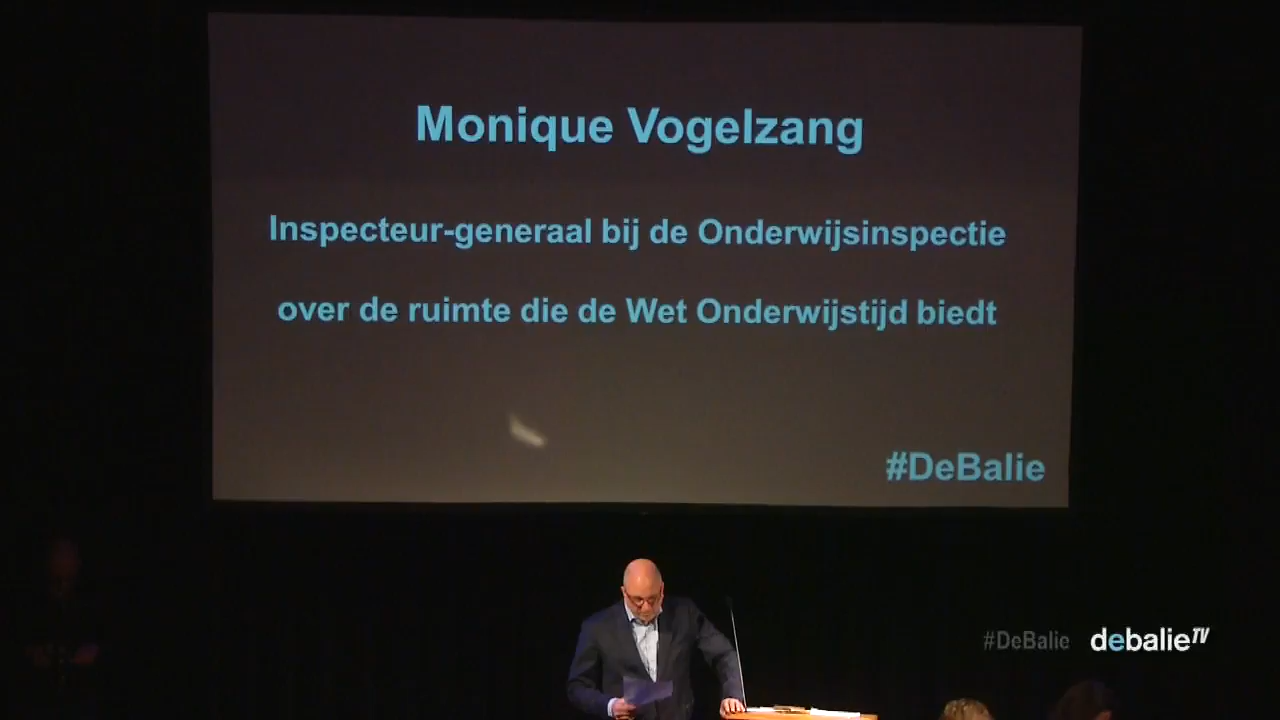 Monique Vogelzang
Inspecteur-generaal bij de Onderwijsinspectie
over de ruimte die de Wet Onderwijstijd biedt
#DeBalie
#DeBalie debalieTV